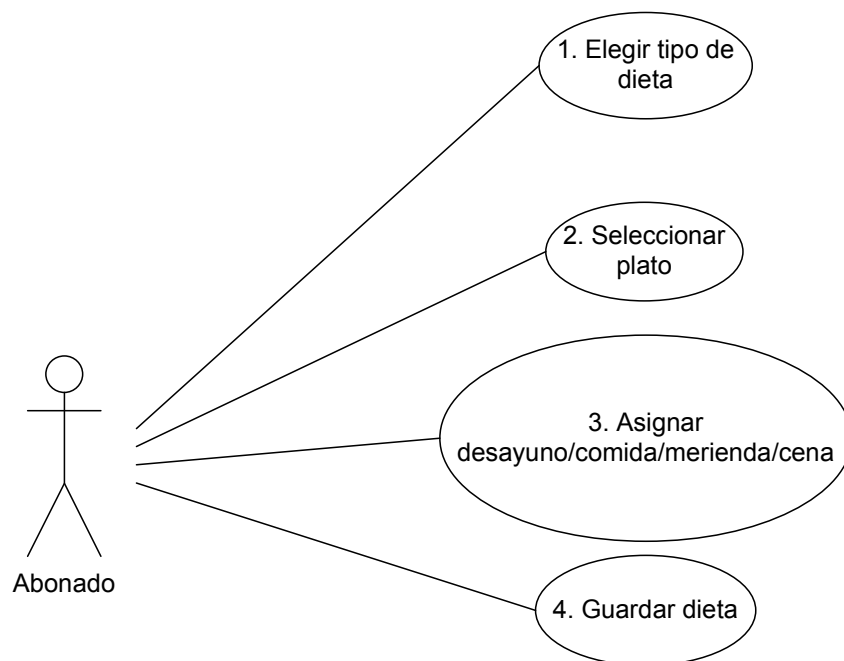 1. Elegir tipo de
dieta
2. Seleccionar
plato
3. Asignar
desayuno/comida/merienda/cena
Abonado
4. Guardar dieta